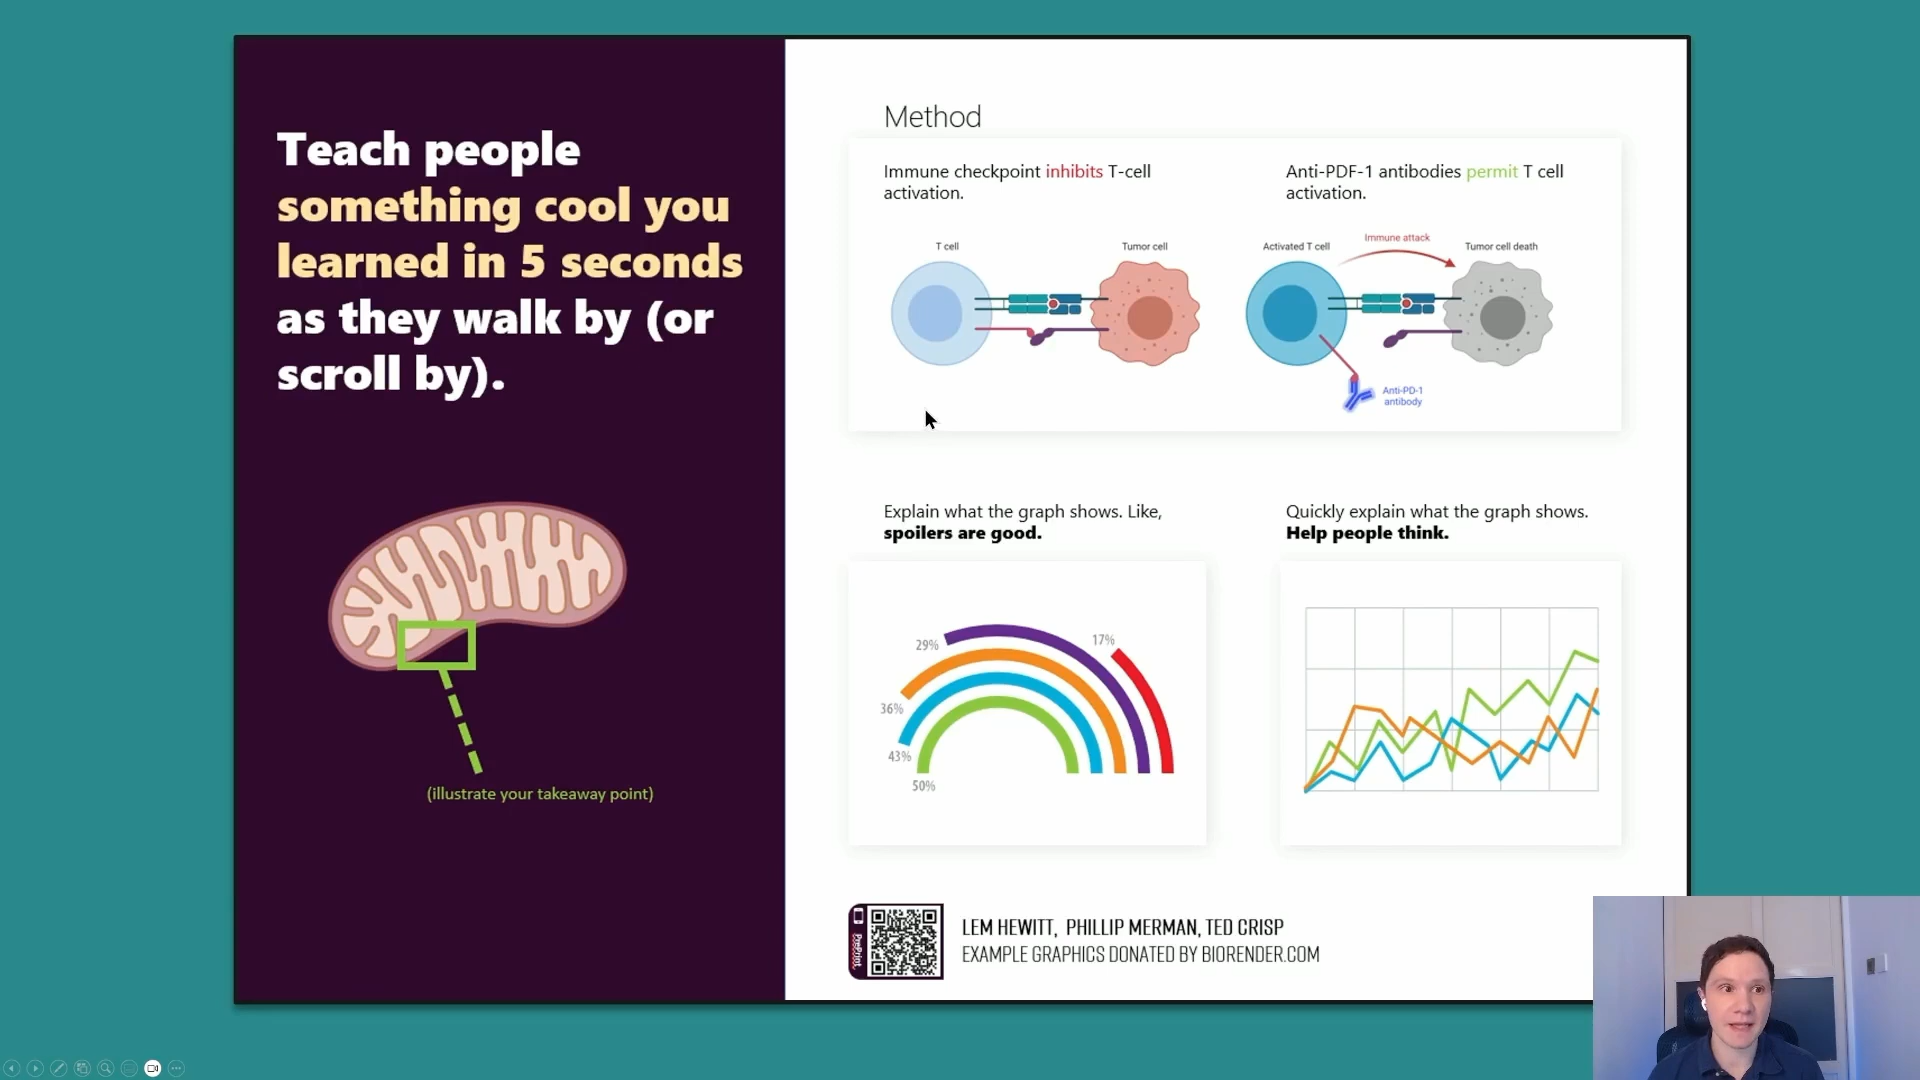 Teach people
something cool you
learned in 5 seconds
as they walk by (or
scroll by).
(illustrate your takeaway point)
Method
Immune checkpoint inhibits T-cell
activation.
T cell
Tumor cell
Anti-PDF-1 antibodies permit T cell
activation.
Activated T cell
Immune attack
Tumor cell death
Anti-PD-1
antibody
Explain what the graph shows. Like,
spoilers are good.
29%
17%
36%
43%
50%
Quickly explain what the graph shows.
Help people think.
PrePrint
LEM HEWITT, PHILLIP MERMAN, TED CRISP
EXAMPLE GRAPHICS DONATED BY BIORENDER.COM